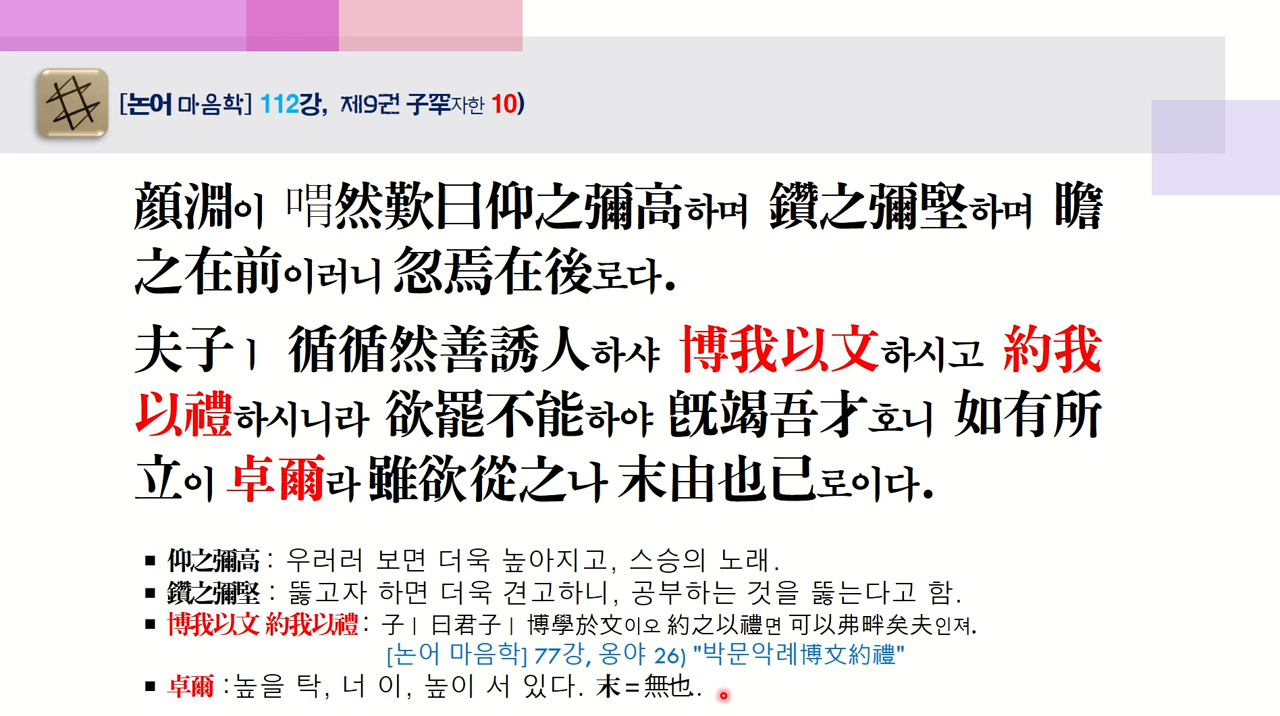 [논어 마음학] 112강, 제9권 子罕자한 10)
顔淵이 喟然歎曰仰之彌高하며 鑽之彌堅하며 瞻
之在前이러니 忽焉在後로다.
夫子ㅣ 循循然善誘人하샤 博我以文하시고 約我
以禮하시니라 欲罷不能하야 旣竭吾才호니 如有所
立이 卓爾라 雖欲從之나 末由也已로이다.
▪ 仰之彌高 : 우러러 보면 더욱 높아지고, 스승의 노래.
▪ 鑽之彌堅 : 뚫고자 하면 더욱 견고하니, 공부하는 것을 뚫는다고 함.
▪ 博我以文 約我以禮 : 子ㅣ 曰君子ㅣ 博學於文이오 約之以禮면 可以弗畔矣夫인져.
[논어 마음학] 77강, 옹야 26) "박문약례博文約禮"
▪ 卓爾 :높을 탁, 너 이, 높이 서 있다. 末=無也.